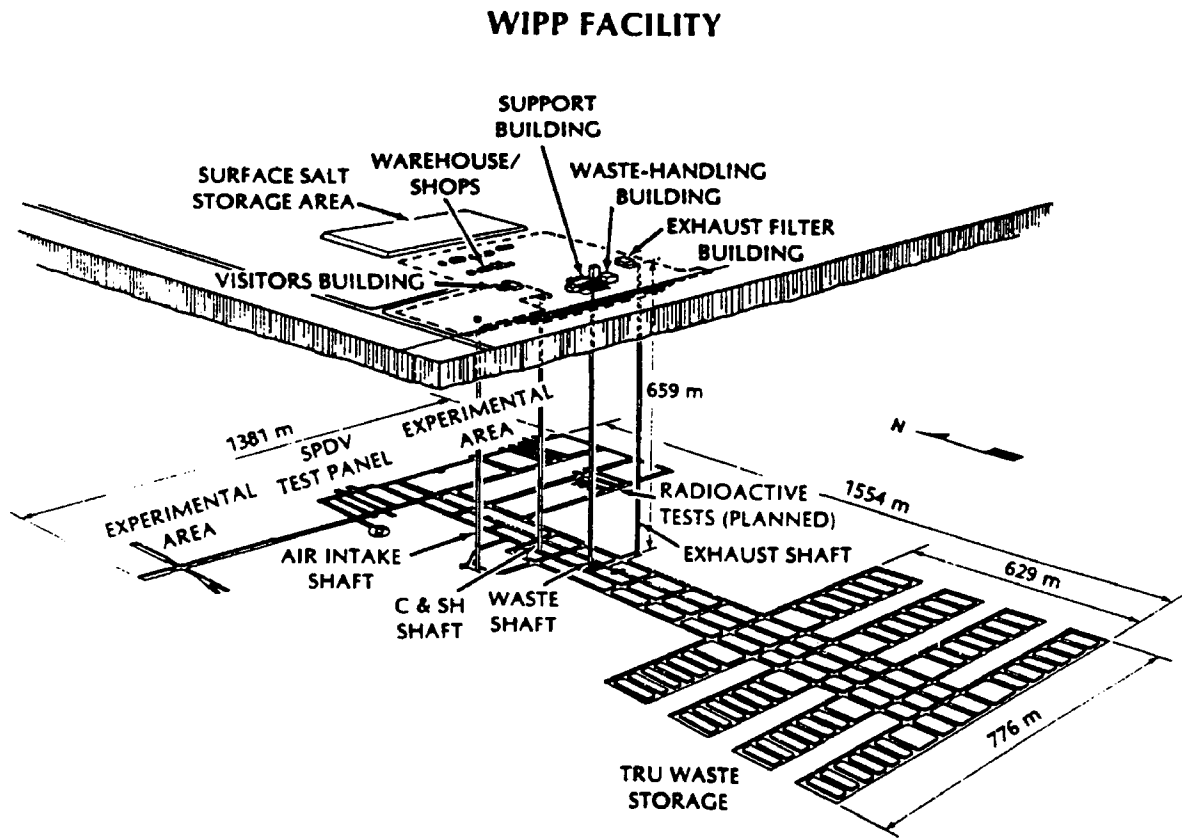 WIPP FACILITY
SUPPORT
BUILDING
WAREHOUSE/
SHOPS
WASTE-HANDLING
BUILDING
SURFACE SALT
STORAGE AREA
EXHAUST FILTER
BUILDING
VISITORS BUILDING
659 m
1381 m
EXPERIMENTAL
AREA
SPDV
TEST PANEL
EXPERIMENTAL
AREA
N
RADIOACTIVE
TESTS (PLANNED)
1554 m
AIR INTAKE
SHAFT
EXHAUST SHAFT
629 m
C & SH
SHAFT
WASTE
SHAFT
776 m
TRU WASTE
STORAGE